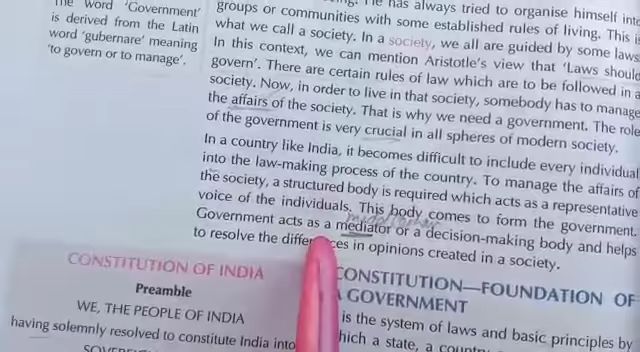 The word 'Government'
is derived from the Latin
word 'gubernare' meaning
'to govern or to manage'.
He has always tried to organise himself into
groups or communities with some established rules of living. This is
what we call a society. In a society, we all are guided by some laws.
In this context, we can mention Aristotle's view that 'Laws should
govern'. There are certain rules of law which are to be followed in a
society. Now, in order to live in that society, somebody has to manage
the affairs of the society. That is why we need a government. The role
of the government is very crucial in all spheres of modern society.
In a country like India, it becomes difficult to include every individual
into the law-making process of the country. To manage the affairs of
the society, a structured body is required which acts as a representative
voice of the individuals. This body comes to form the government.
Government acts as a mediator or a decision-making body and helps
to resolve the in opinions created in a society.
CONSTITUTION OF INDIA
Preamble
WE, THE PEOPLE OF INDIA
having solemnly resolved to constitute India into
CONSTITUTION—FOUNDATION OF
A GOVERNMENT
is the system of laws and basic principles by
which a state, a